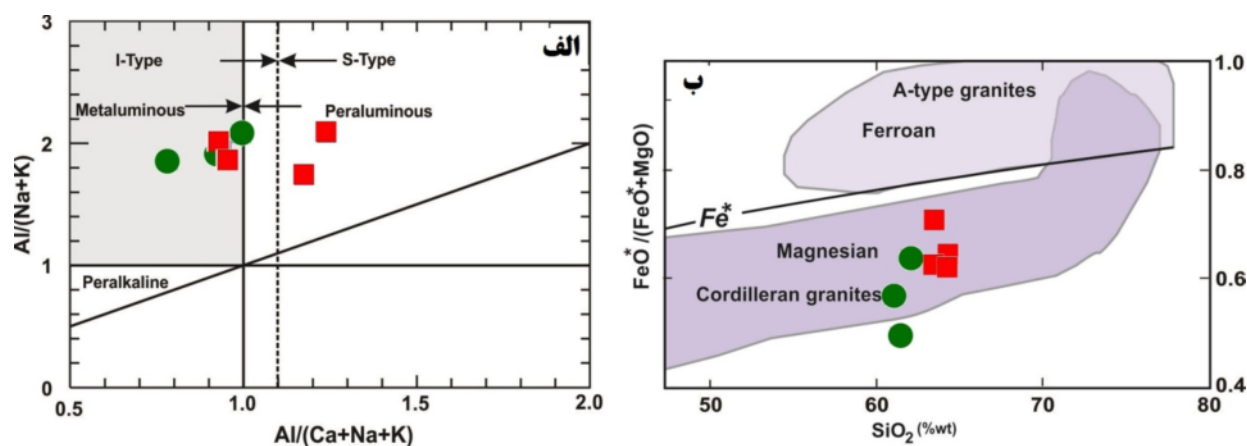 الف
I-Type
S-Type
Metaluminous
Peraluminous
Peralkaline
3
2
1
0
0.5
1.0
1.5
2.0
Al/(Na+K)
Al/(Ca+Na+K)
ب
A-type granites
Ferroan
Fe*
Magnesian
Cordilleran granites
1.0
0.8
0.6
0.4
50
60
70
80
FeO*/(FeO*+MgO)
SiO2 (%wt)